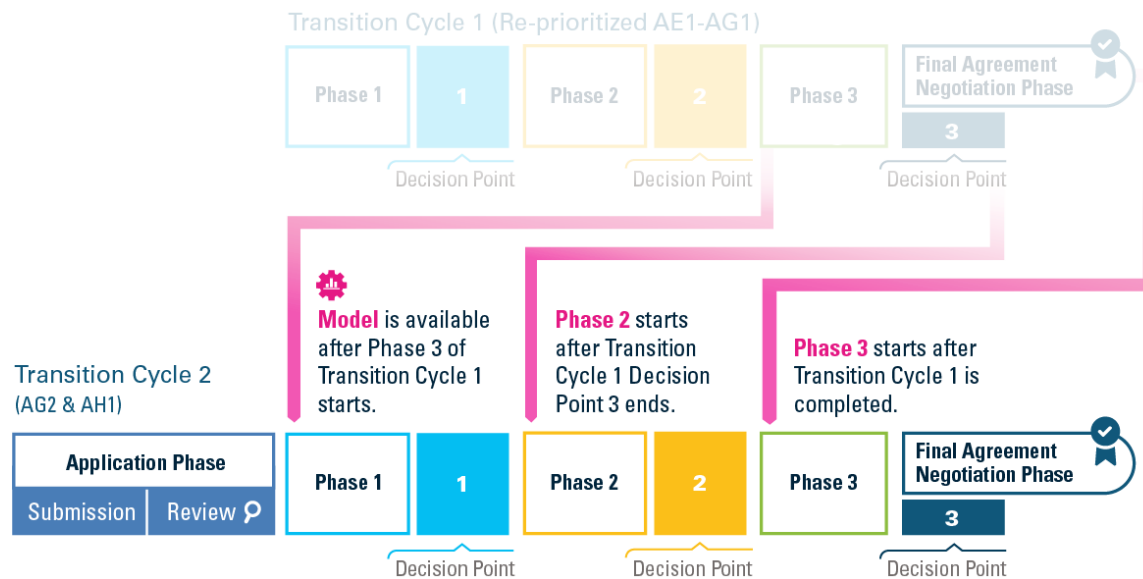 Transition Cycle 1 (Re-prioritized AE1-AG1)
Phase 1
1
Phase 2
2
Phase 3
Final Agreement
Negotiation Phase
3
Decision Point
Decision Point
Decision Point
Model is available
after Phase 3 of
Transition Cycle 1
starts.
Phase 2 starts
after Transition
Cycle 1 Decision
Point 3 ends.
Phase 3 starts after
Transition Cycle 1 is
completed.
Transition Cycle 2
(AG2 & AH1)
Application Phase
Submission
Review
Phase 1
1
Phase 2
2
Phase 3
Final Agreement
Negotiation Phase
3
Decision Point
Decision Point
Decision Point